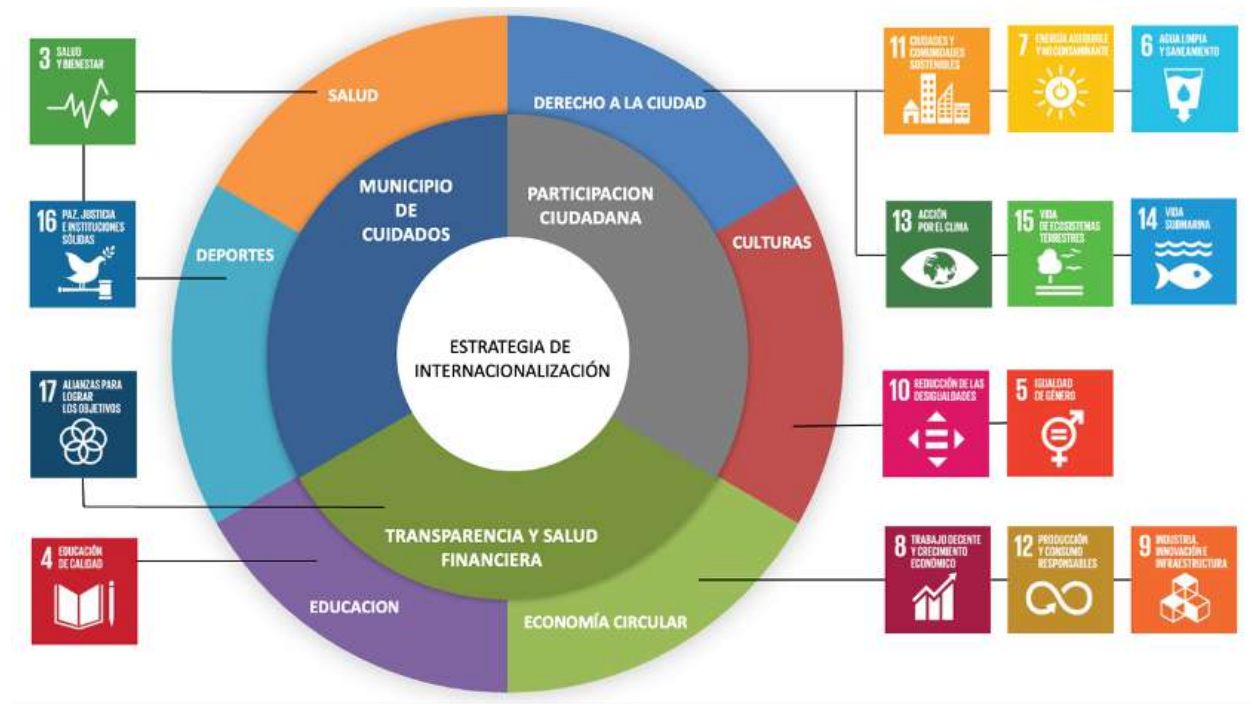 3 SALUD
Y BIENESTAR
16 PAZ, JUSTICIA
E INSTITUCIONES
SÓLIDAS
17 ALIANZAS PARA
LOGRAR
LOS OBJETIVOS
4 EDUCACIÓN
DE CALIDAD
SALUD
DERECHO A LA CIUDAD
MUNICIPIO
DE
CUIDADOS
PARTICIPACION
CIUDADANA
DEPORTES
CULTURAS
ESTRATEGIA DE
INTERNACIONALIZACIÓN
TRANSPARENCIA Y SALUD
FINANCIERA
EDUCACION
ECONOMÍA CIRCULAR
11 CIUDADES Y
COMUNIDADES
SOSTENIBLES
7 ENERGÍA ASEQUIBLE
Y NO CONTAMINANTE
6 AGUA LIMPIA
Y SANEAMIENTO
13 ACCIÓN
POR EL CLIMA
15 VIDA
DE ECOSISTEMAS
TERRESTRES
14 VIDA
SUBMARINA
10 REDUCCIÓN DE LAS
DESIGUALDADES
5 IGUALDAD
DE GÉNERO
8 TRABAJO DECENTE
Y CRECIMIENTO
ECONÓMICO
12 PRODUCCIÓN
Y CONSUMO
RESPONSABLES
9 INDUSTRIA,
INNOVACIÓN E
INFRAESTRUCTURA